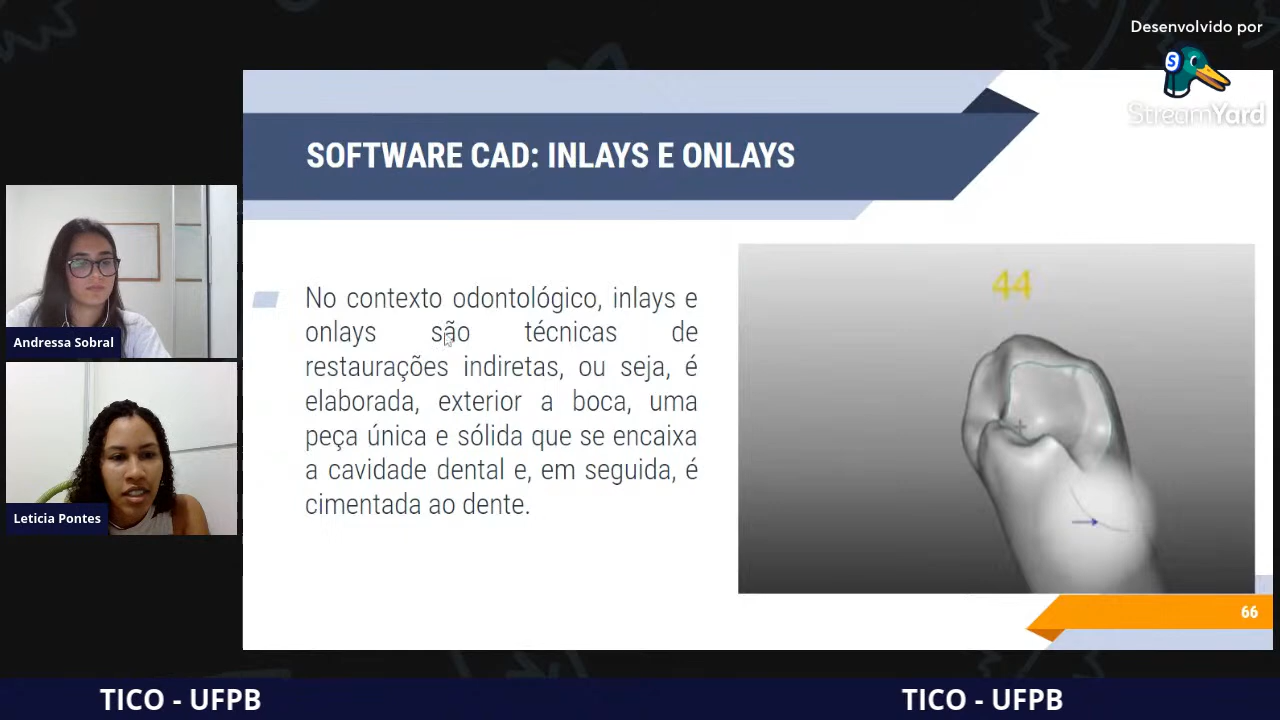 Desenvolvido por
S
StreamYard
SOFTWARE CAD: INLAYS E ONLAYS
No contexto odontológico, inlays e
onlays são técnicas de
restaurações indiretas, ou seja, é
elaborada, exterior a boca, uma
peça única e sólida que se encaixa
a cavidade dental e, em seguida, é
cimentada ao dente.
44
66
Andressa Sobral
Leticia Pontes
TICO - UFPB
TICO - UFPB